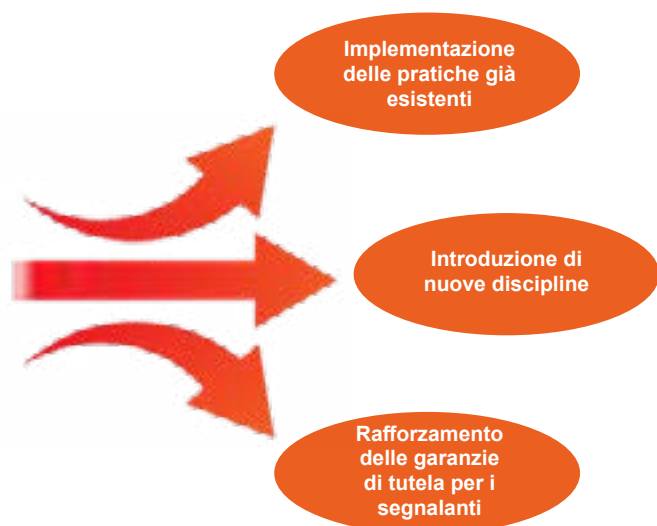 Implementazione
delle pratiche già
esistenti
Introduzione di
nuove discipline
Rafforzamento
delle garanzie
di tutela per i
segnalanti